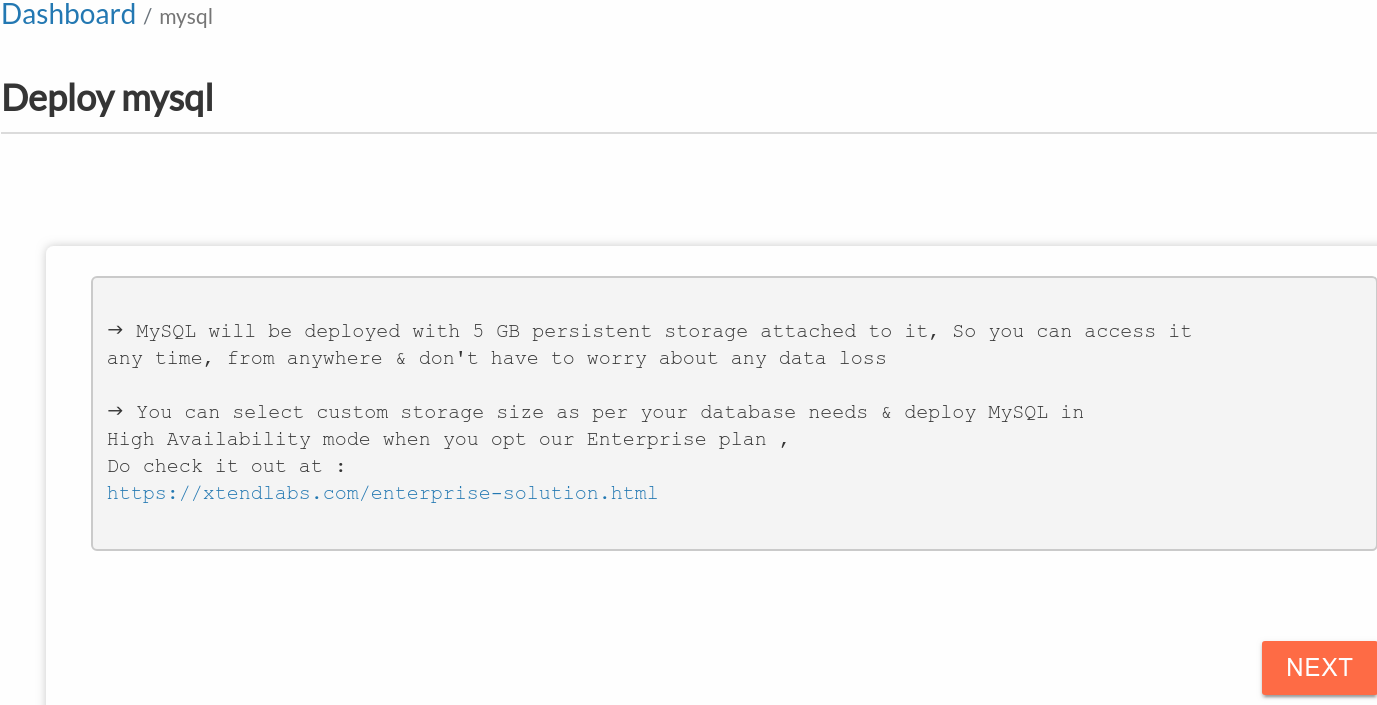 Dashboard / mysql
Deploy mysql
→ MySQL will be deployed with 5 GB persistent storage attached to it, So you can access it
any time, from anywhere & don't have to worry about any data loss
→ You can select custom storage size as per your database needs & deploy MySQL in
High Availability mode when you opt our Enterprise plan ,
Do check it out at :
https://xtendlabs.com/enterprise-solution.html
NEXT